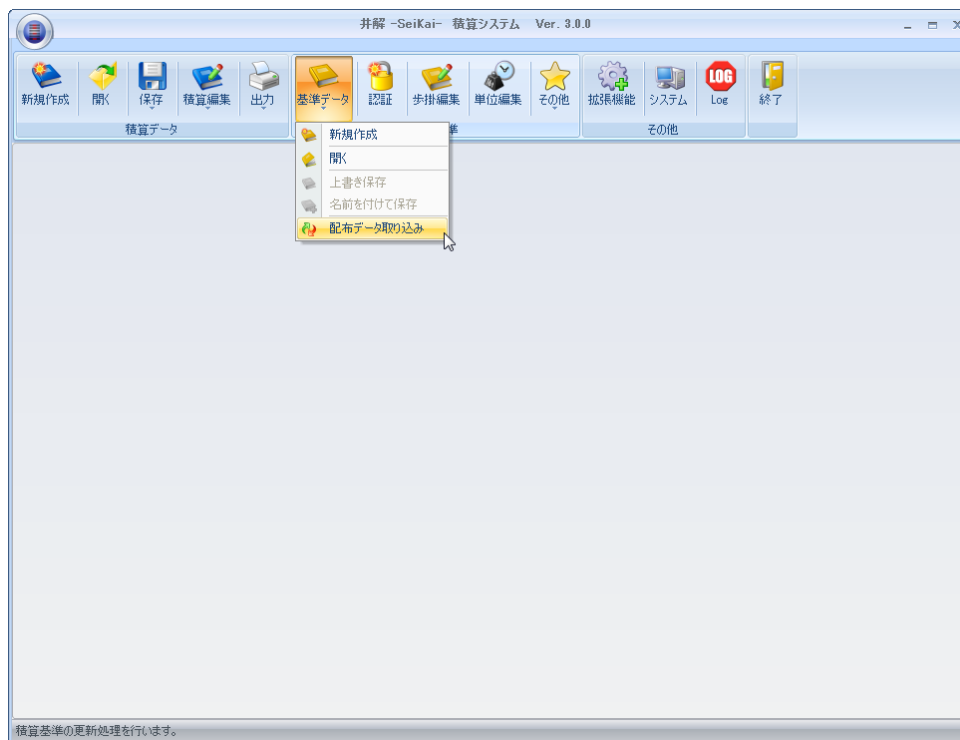 井解 -SeiKai- 積算システム Ver. 3.0.0
新規作成 開く 保存 積算編集 出力 基準データ 認証 歩掛編集 単位編集 その他 拡張機能 システム Log 終了
LOG
積算データ 準 その他
新規作成
開く
上書き保存
名前を付けて保存
配布データ取り込み
積算基準の更新処理を行います。